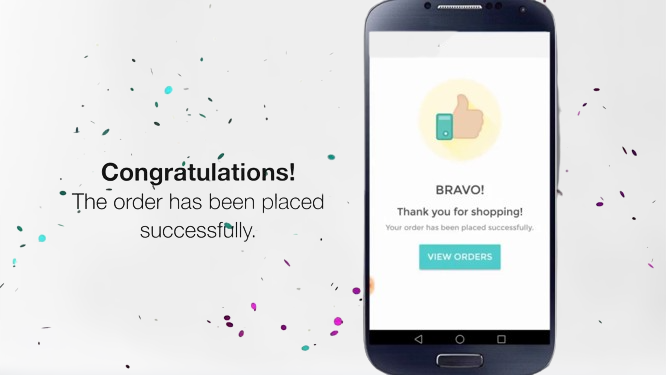 Congratulations!
The order has been placed
successfully.
BRAVO!
Thank you for shopping!
Your order has been placed successfully.
VIEW ORDERS